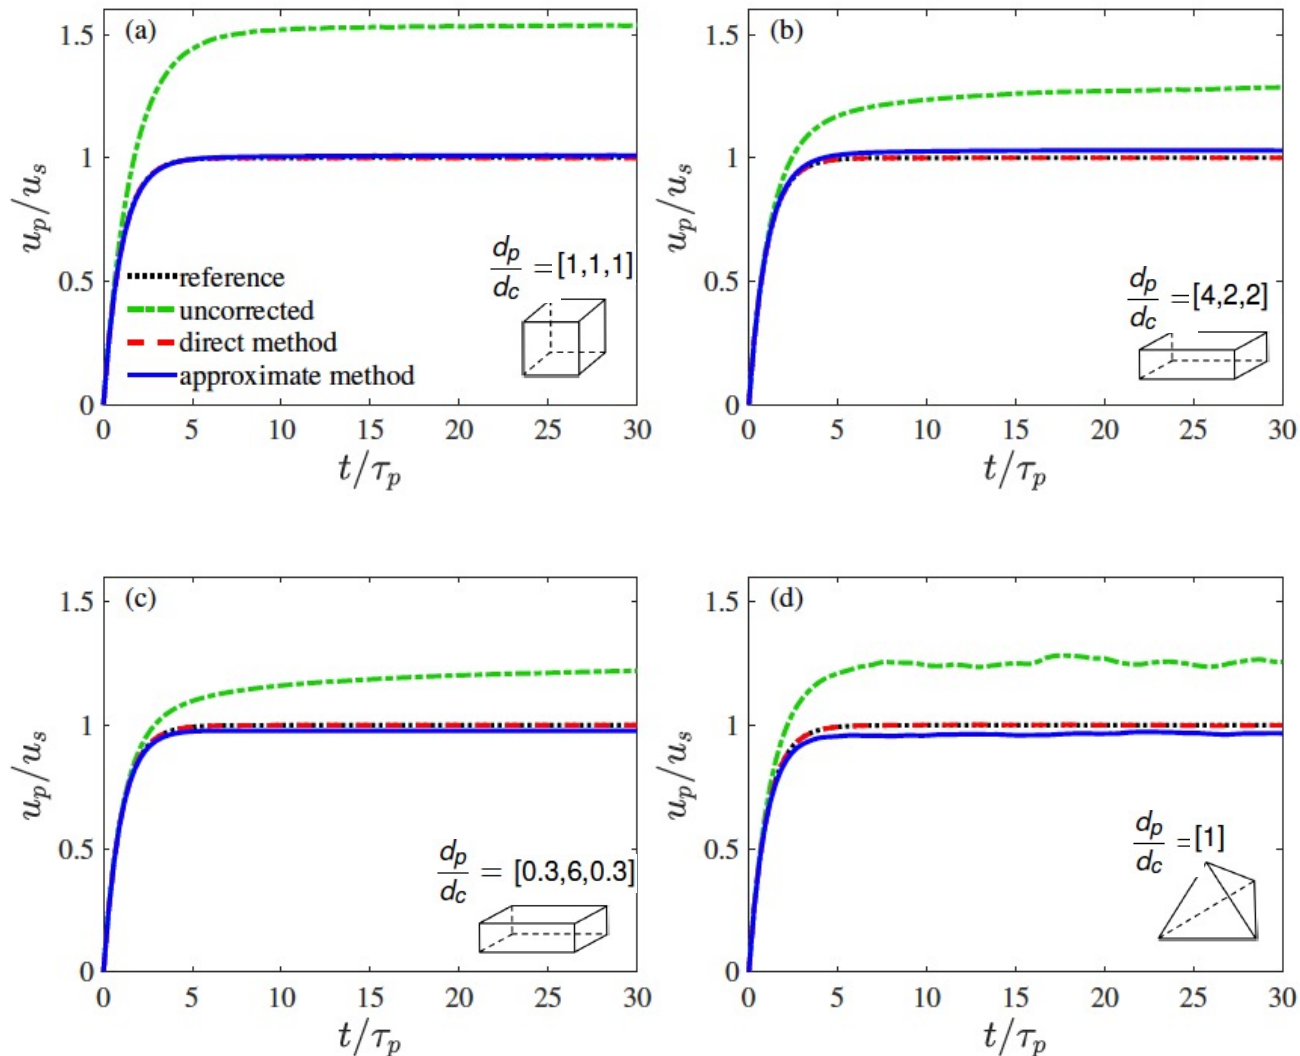 (a)
1.5
1
0.5
0
u_p/u_s
d_p/d_c = [1,1,1]
reference
uncorrected
direct method
approximate method
0 5 10 15 20 25 30
t/τ_p
(b)
1.5
1
0.5
0
u_p/u_s
d_p/d_c = [4,2,2]
0 5 10 15 20 25 30
t/τ_p
(c)
1.5
1
0.5
0
u_p/u_s
d_p/d_c = [0.3,6,0.3]
0 5 10 15 20 25 30
t/τ_p
(d)
1.5
1
0.5
0
u_p/u_s
d_p/d_c = [1]
0 5 10 15 20 25 30
t/τ_p